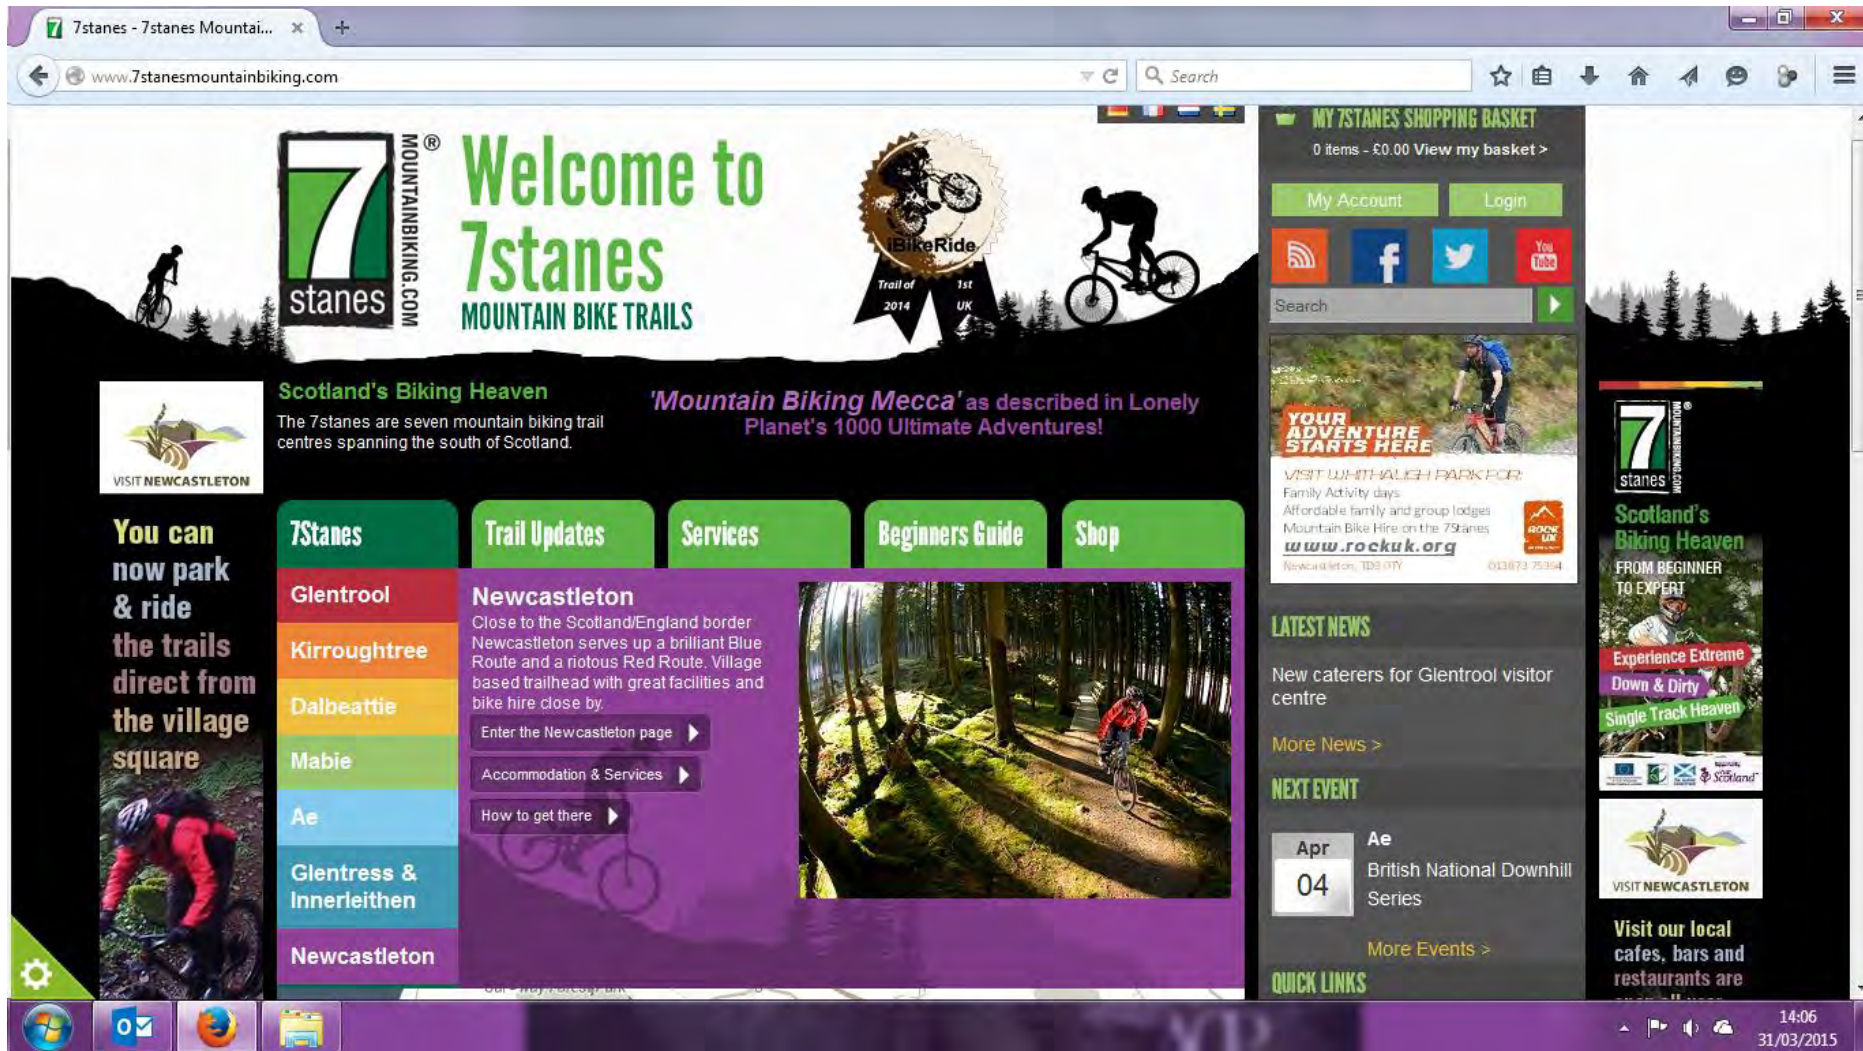 7stanes - 7stanes Mountai...
www.7stanesmountainbiking.com
Search
7
stanes
MOUNTAINBIKING.COM®
Welcome to
7stanes
MOUNTAIN BIKE TRAILS
iBikeRide
Trail of
2014
1st
UK
MY 7STANES SHOPPING BASKET
0 items - £0.00 View my basket >
My Account
Login
You
Tube
Search
VISIT NEWCASTLETON
Scotland's Biking Heaven
The 7stanes are seven mountain biking trail
centres spanning the south of Scotland.
'Mountain Biking Mecca' as described in Lonely
Planet's 1000 Ultimate Adventures!
YOUR
ADVENTURE
STARTS HERE
VISIT WHITHAUGH PARK FOR:
Family Activity days
Affordable family and group lodges
Mountain Bike Hire on the 7Stanes
www.rockuk.org
ROCK
UK
You can
now park
& ride
the trails
direct from
the village
square
7Stanes
Trail Updates
Services
Beginners Guide
Shop
Glentrool
Kirroughtree
Dalbeattie
Mabie
Ae
Glentress &
Innerleithen
Newcastleton
Newcastleton
Close to the Scotland/England border
Newcastleton serves up a brilliant Blue
Route and a riotous Red Route. Village
based trailhead with great facilities and
bike hire close by.
Enter the Newcastleton page
Accommodation & Services
How to get there
LATEST NEWS
New caterers for Glentrool visitor
centre
More News >
NEXT EVENT
Apr
04
Ae
British National Downhill
Series
More Events >
QUICK LINKS
7
stanes
MOUNTAINBIKING.COM®
Scotland's
Biking Heaven
FROM BEGINNER
TO EXPERT
Experience Extreme
Down & Dirty
Single Track Heaven
Scotland
VISIT NEWCASTLETON
Visit our local
cafes, bars and
restaurants are
14:06
31/03/2015